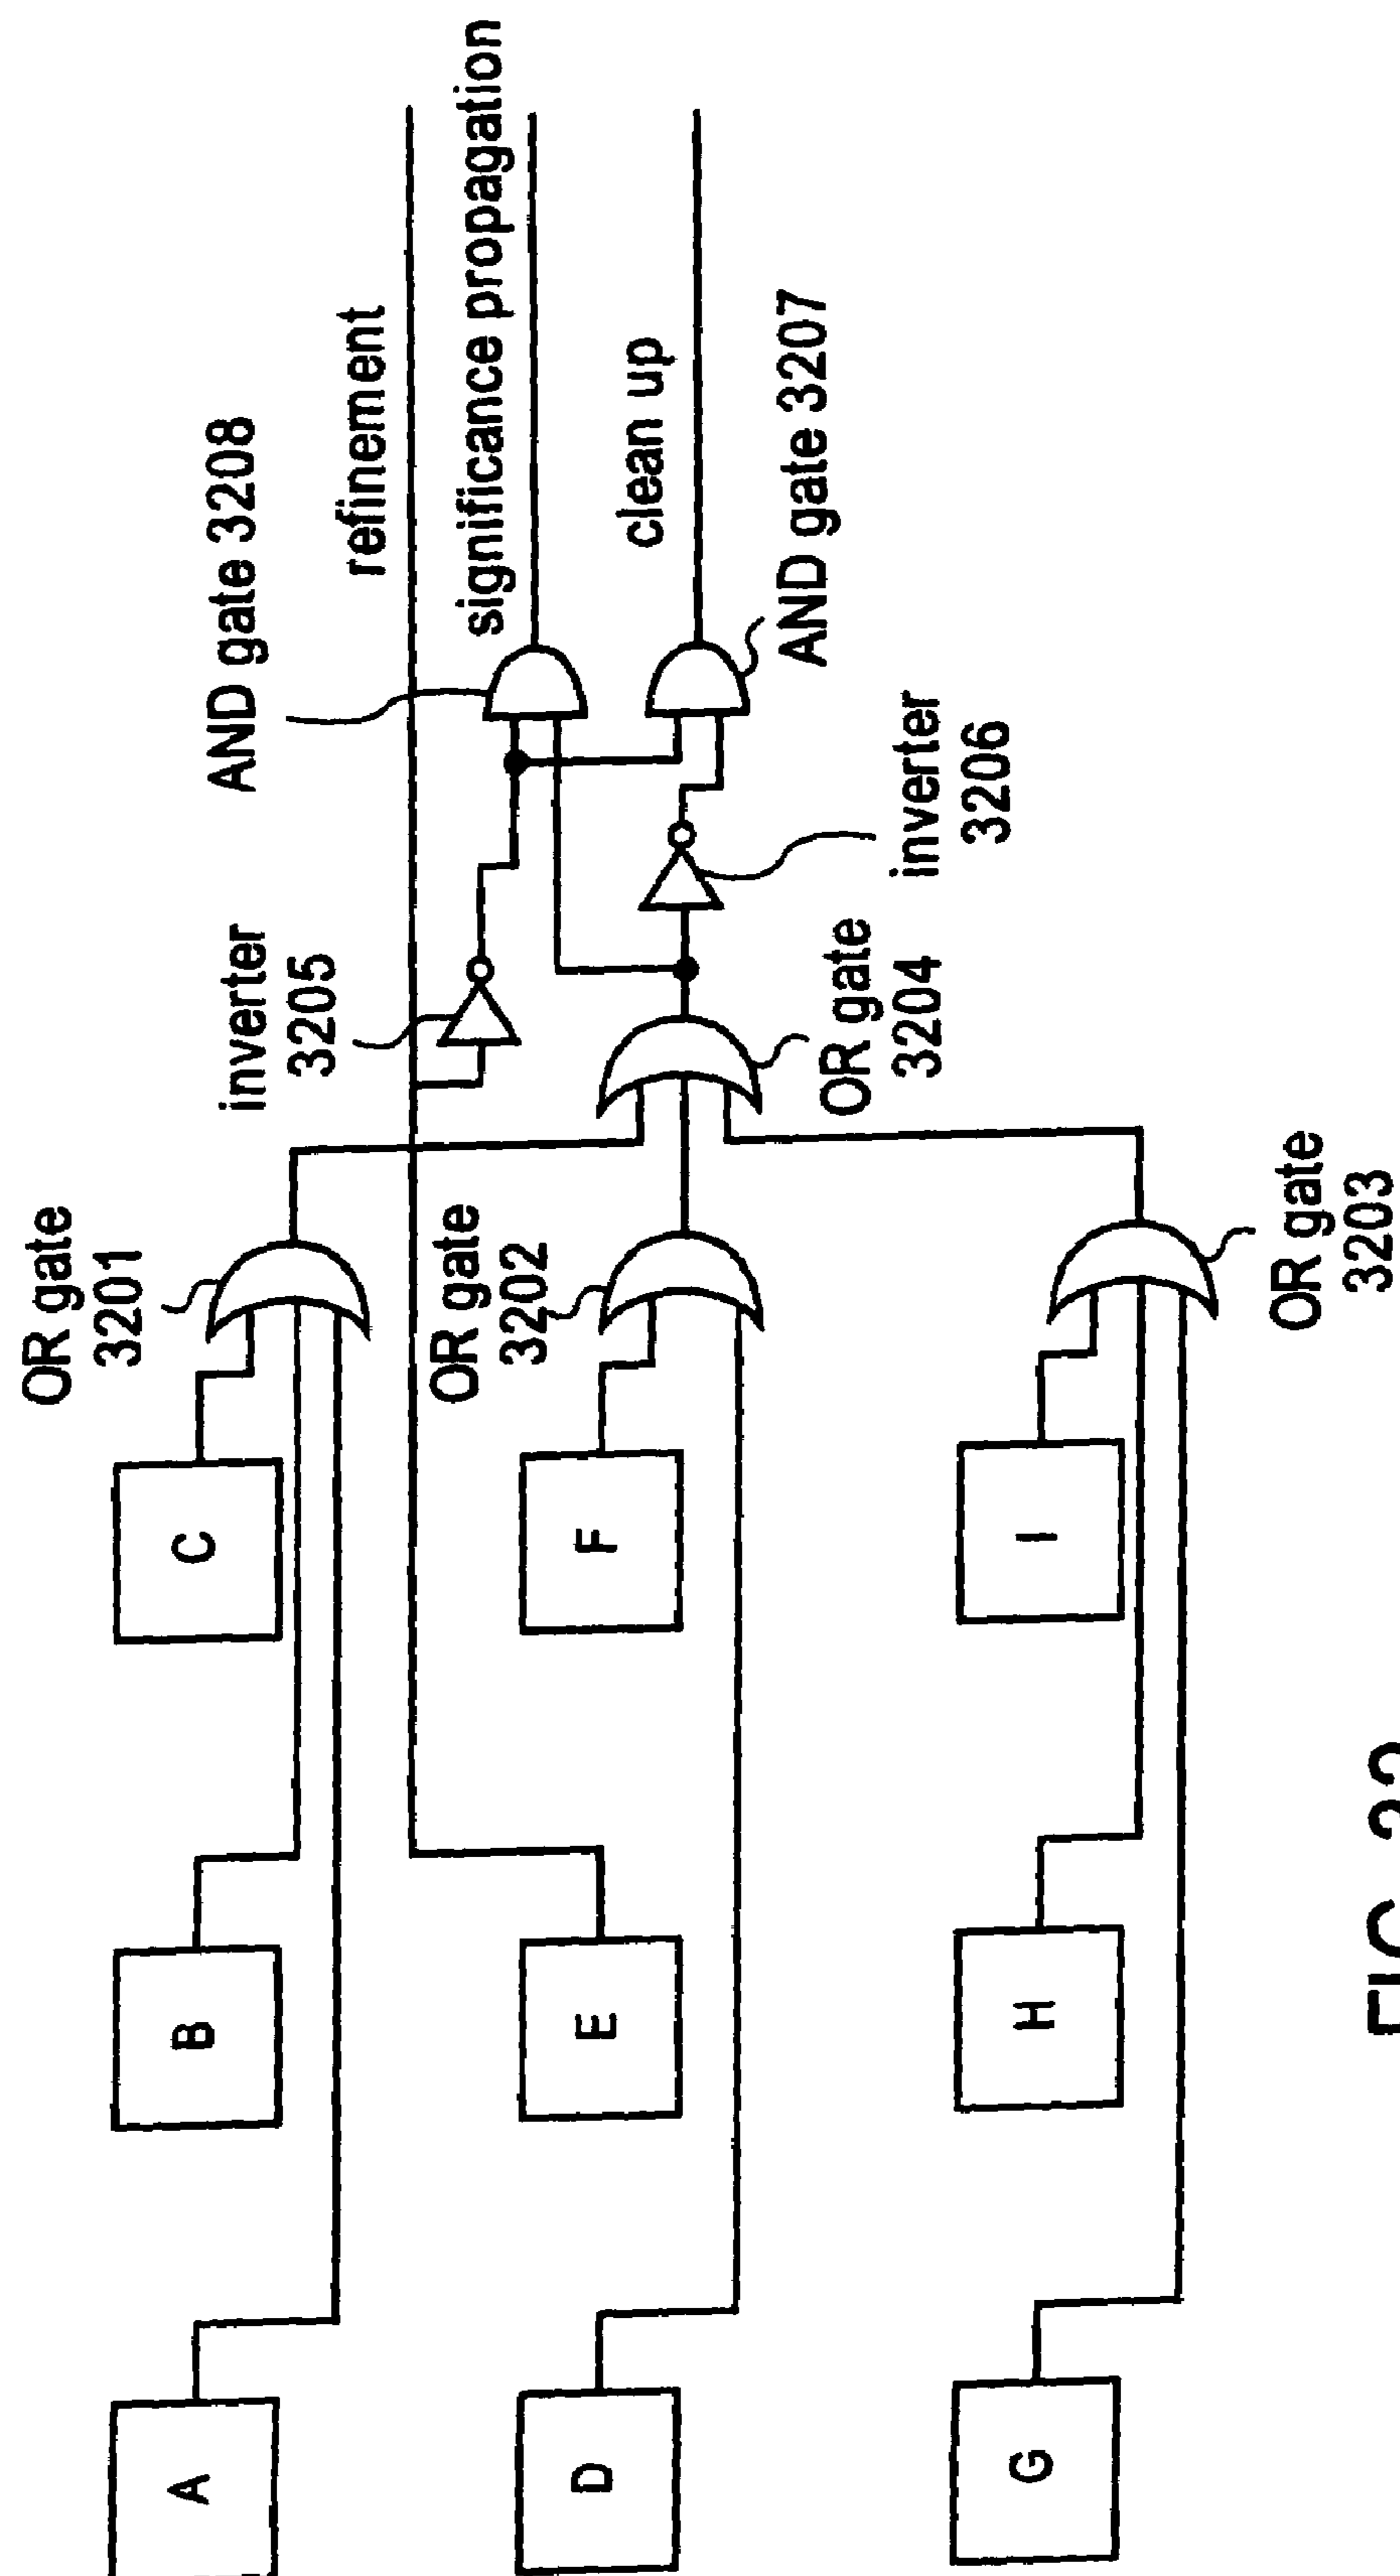 OR gate
3201
A
B
C
inverter
3205
AND gate 3208
refinement
significance propagation
OR gate
3202
D
E
F
clean up
AND gate 3207
OR gate
3204
inverter
3206
G
H
I
OR gate
3203